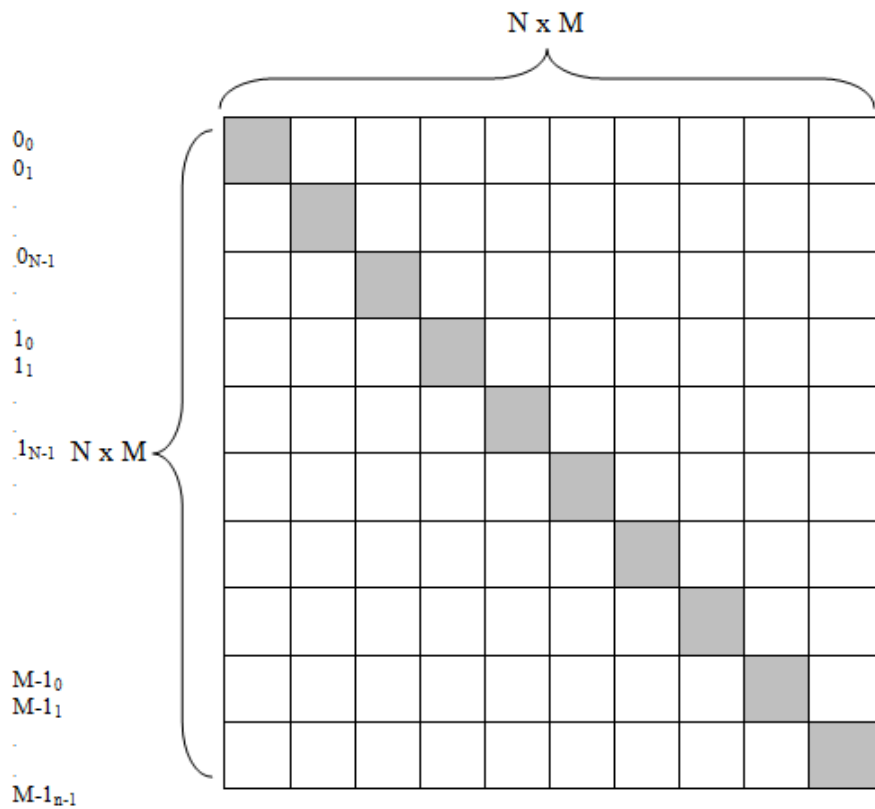 N x M
0₀
0₁
.
.
.0N-1
.
.
1₀
1₁
.
.
.1N-1 N x M
.
.
M-1₀
M-1₁
.
.
M-1n-1